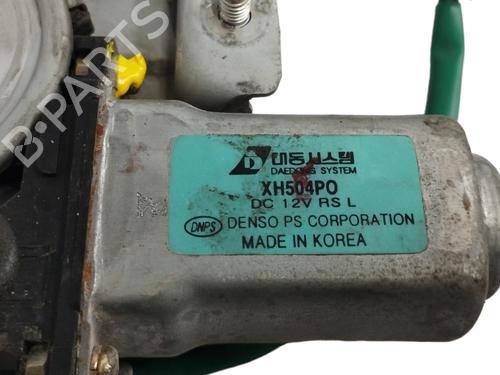 D 대동시스템
DAEDONG SYSTEM
XH504PO
DC 12V RS L
DNPS DENSO PS CORPORATION
MADE IN KOREA
B-PARTS